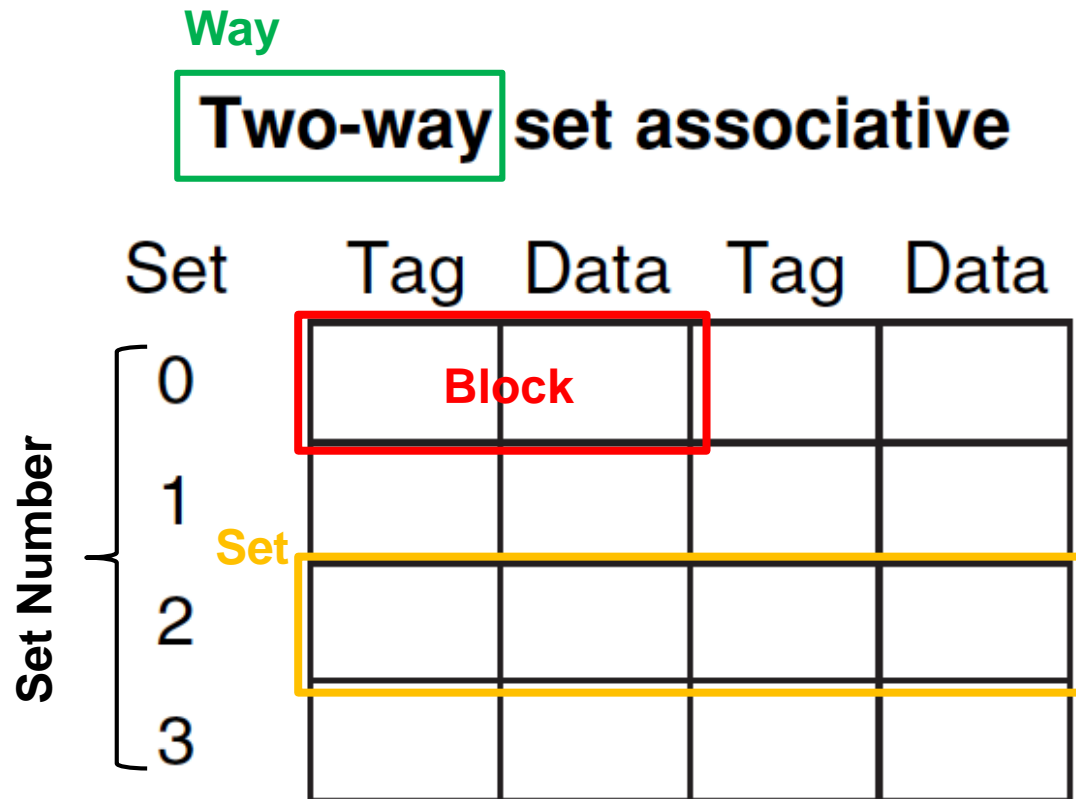 Way
Two-way set associative
Set Tag Data Tag Data
0 Block
1
Set
2
3
Set Number